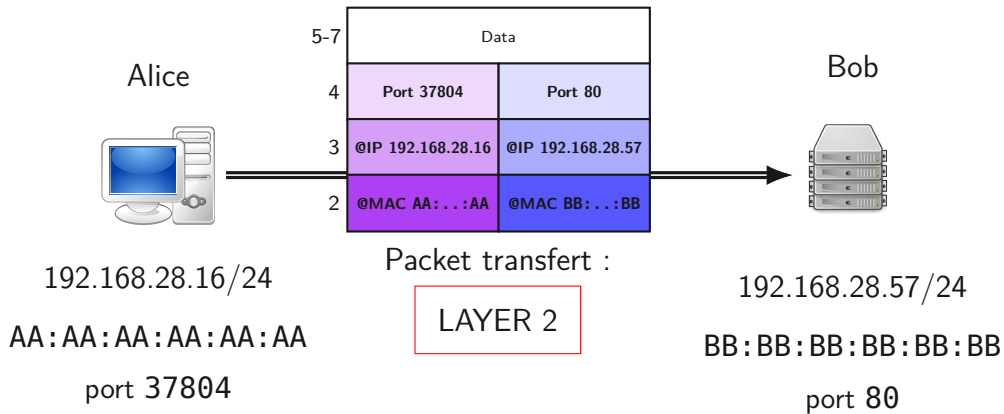 5-7 Data
Alice
Bob
4 Port 37804 Port 80
3 @IP 192.168.28.16 @IP 192.168.28.57
2 @MAC AA:..:AA @MAC BB:..:BB
Packet transfert :
LAYER 2
192.168.28.16/24
AA:AA:AA:AA:AA:AA
port 37804
192.168.28.57/24
BB:BB:BB:BB:BB:BB
port 80